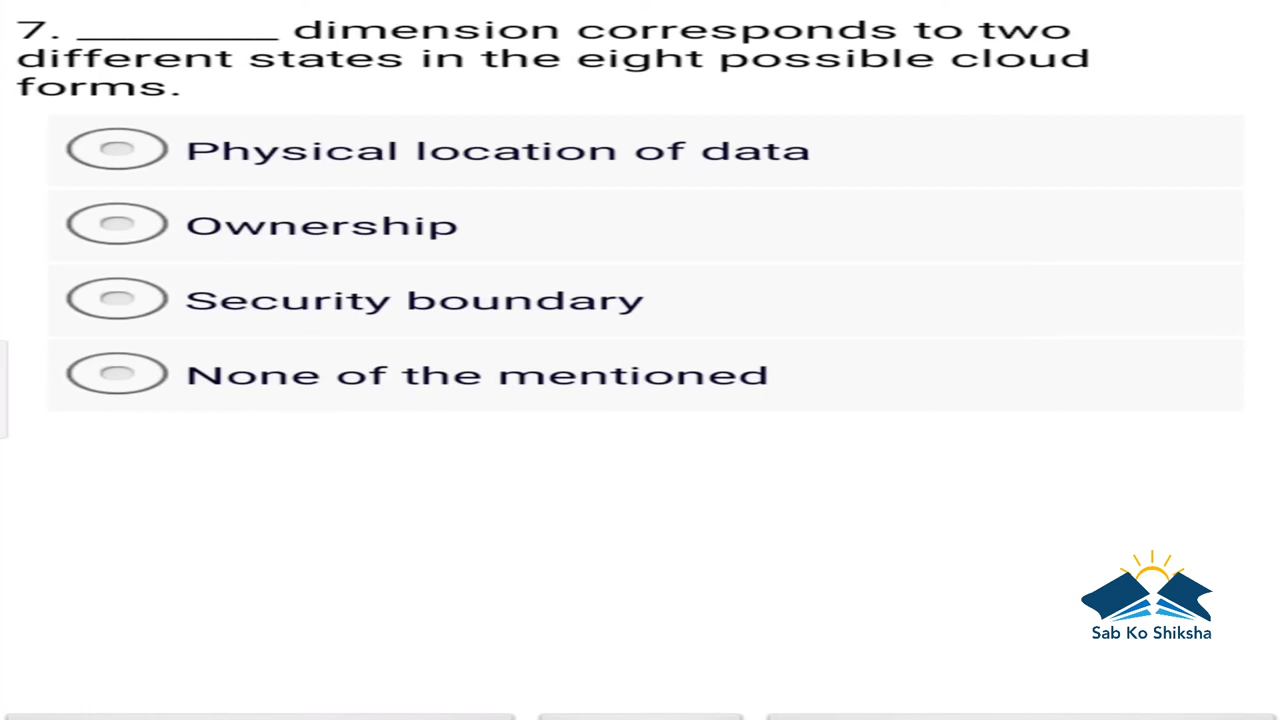 7. ________ dimension corresponds to two
different states in the eight possible cloud
forms.
Physical location of data
Ownership
Security boundary
None of the mentioned
Sab Ko Shiksha